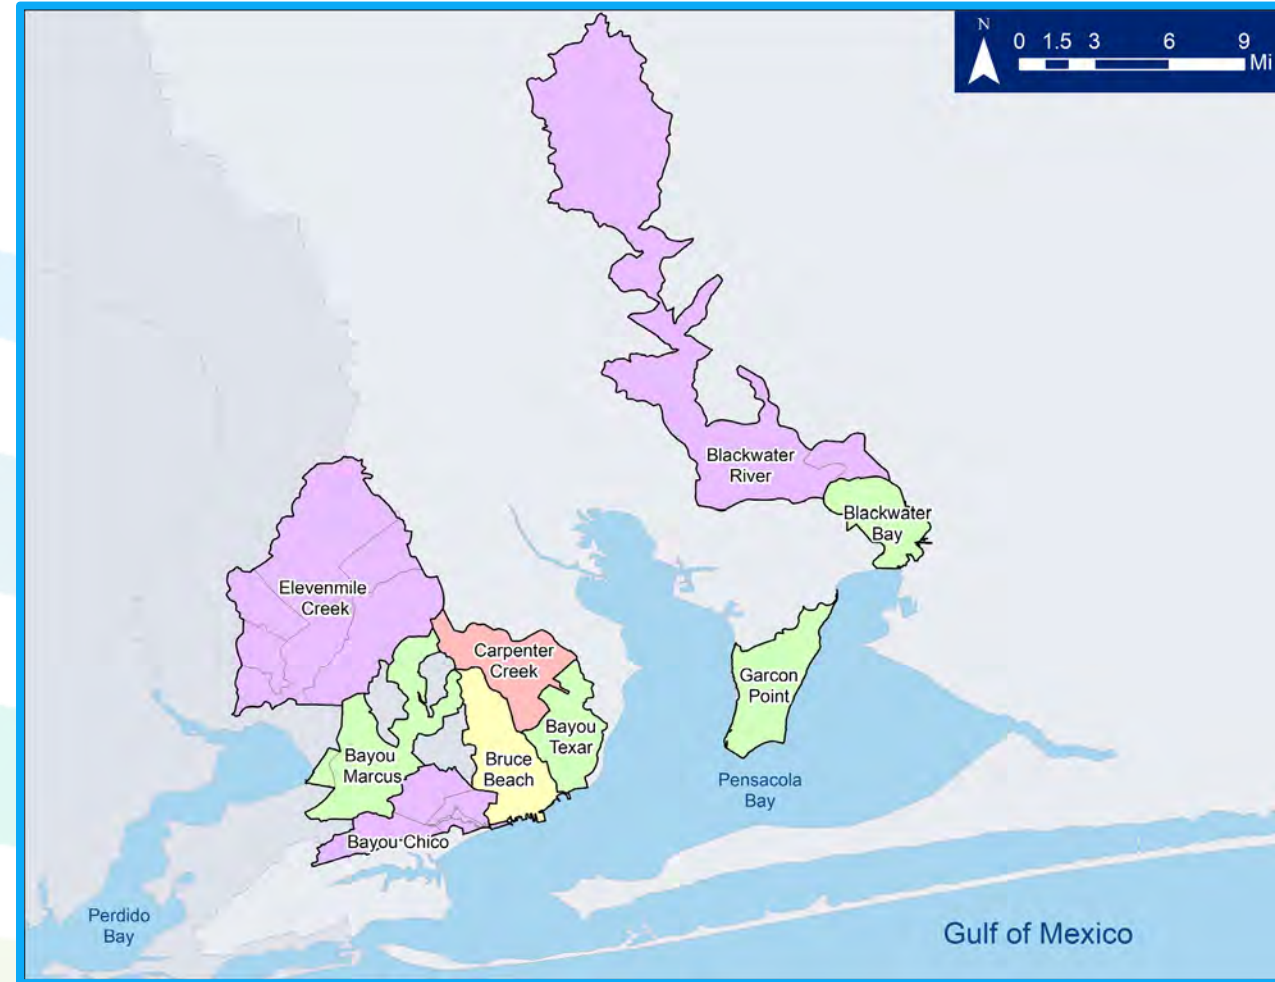 N
0 1.5 3 6 9
Mi
Blackwater
River
Blackwater
Bay
Elevenmile
Creek
Carpenter
Creek
Garcon
Point
Bayou
Texar
Bayou
Marcus
Bruce
Beach
Pensacola
Bay
Bayou Chico
Perdido
Bay
Gulf of Mexico